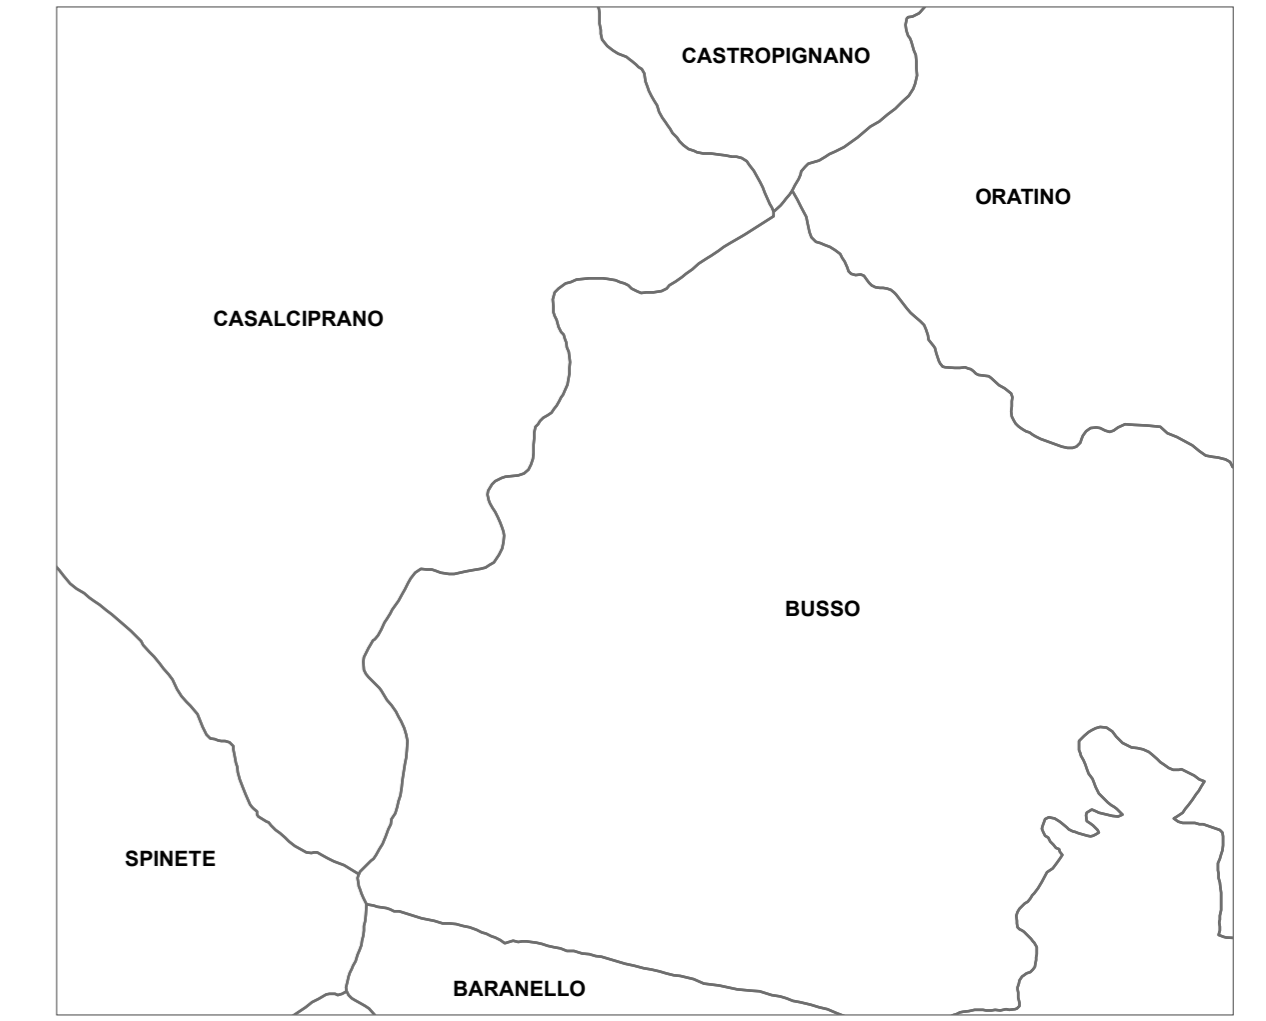 CASTROPIGNANO
ORATINO
CASALCIPRANO
BUSSO
SPINETE
BARANELLO